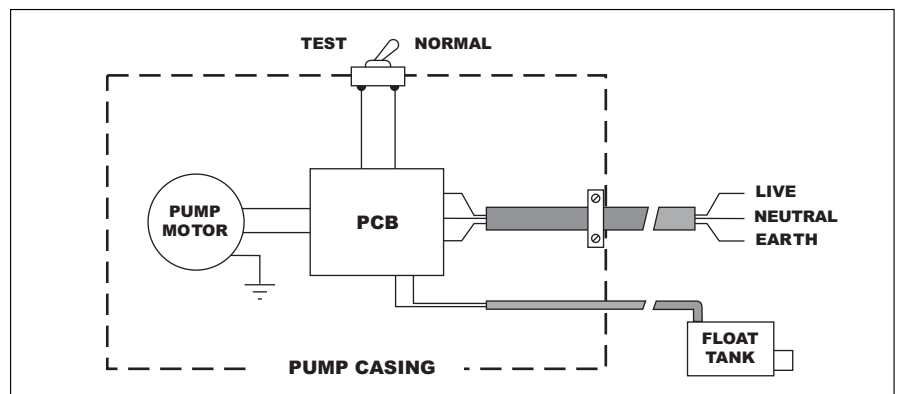 TEST NORMAL
PUMP
MOTOR
PCB
LIVE
NEUTRAL
EARTH
FLOAT
TANK
PUMP CASING